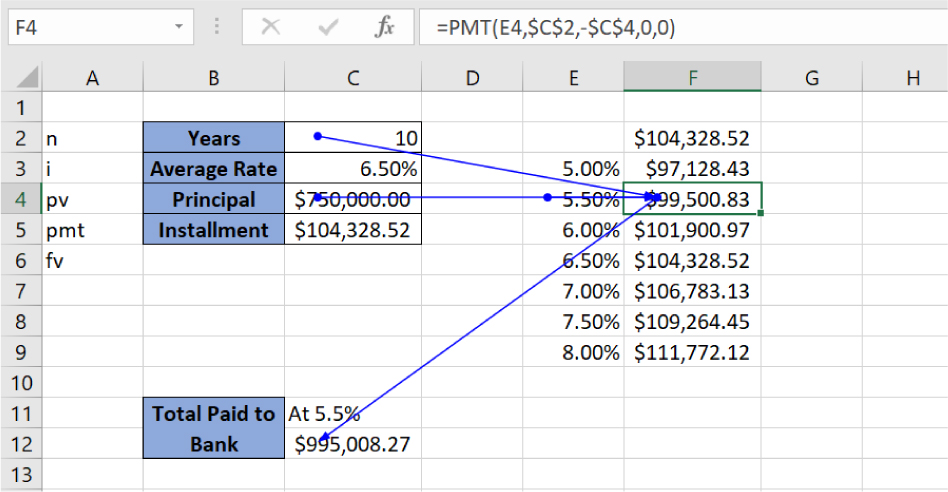 F4 fx =PMT(E4,$C$2,-$C$4,0,0)
A B C D E F G H
1
2 n Years 10 $104,328.52
3 i Average Rate 6.50% 5.00% $97,128.43
4 pv Principal $750,000.00 5.50% $99,500.83
5 pmt Installment $104,328.52 6.00% $101,900.97
6 fv 6.50% $104,328.52
7 7.00% $106,783.13
8 7.50% $109,264.45
9 8.00% $111,772.12
10
11 Total Paid to At 5.5%
12 Bank $995,008.27
13